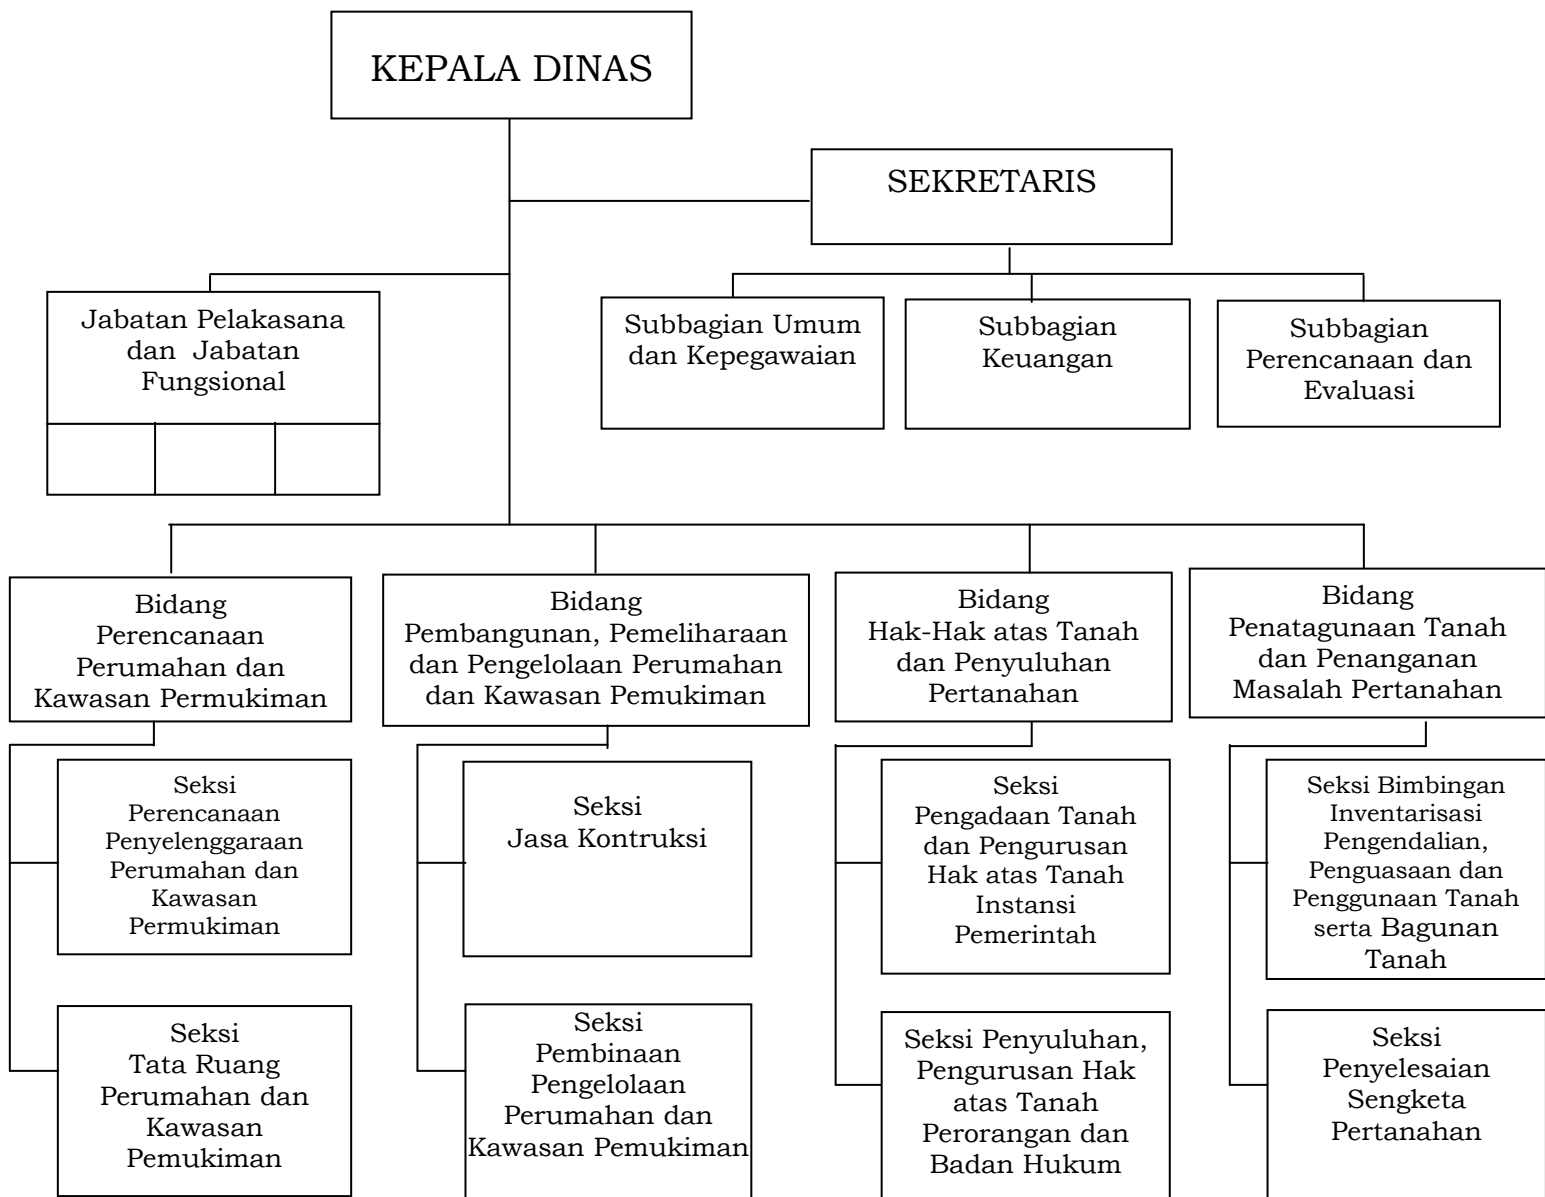 KEPALA DINAS
SEKRETARIS
Jabatan Pelakasana
dan Jabatan
Fungsional
Subbagian Umum
dan Kepegawaian
Subbagian
Keuangan
Subbagian
Perencanaan dan
Evaluasi
Bidang
Perencanaan
Perumahan dan
Kawasan Permukiman
Bidang
Pembangunan, Pemeliharaan
dan Pengelolaan Perumahan
dan Kawasan Pemukiman
Bidang
Hak-Hak atas Tanah
dan Penyuluhan
Pertanahan
Bidang
Penatagunaan Tanah
dan Penanganan
Masalah Pertanahan
Seksi
Perencanaan
Penyelenggaraan
Perumahan dan
Kawasan
Permukiman
Seksi
Jasa Kontruksi
Seksi
Pengadaan Tanah
dan Pengurusan
Hak atas Tanah
Instansi
Pemerintah
Seksi Bimbingan
Inventarisasi
Pengendalian,
Penguasaan dan
Penggunaan Tanah
serta Bagunan
Tanah
Seksi
Tata Ruang
Perumahan dan
Kawasan
Pemukiman
Seksi
Pembinaan
Pengelolaan
Perumahan dan
Kawasan Pemukiman
Seksi Penyuluhan,
Pengurusan Hak
atas Tanah
Perorangan dan
Badan Hukum
Seksi
Penyelesaian
Sengketa
Pertanahan